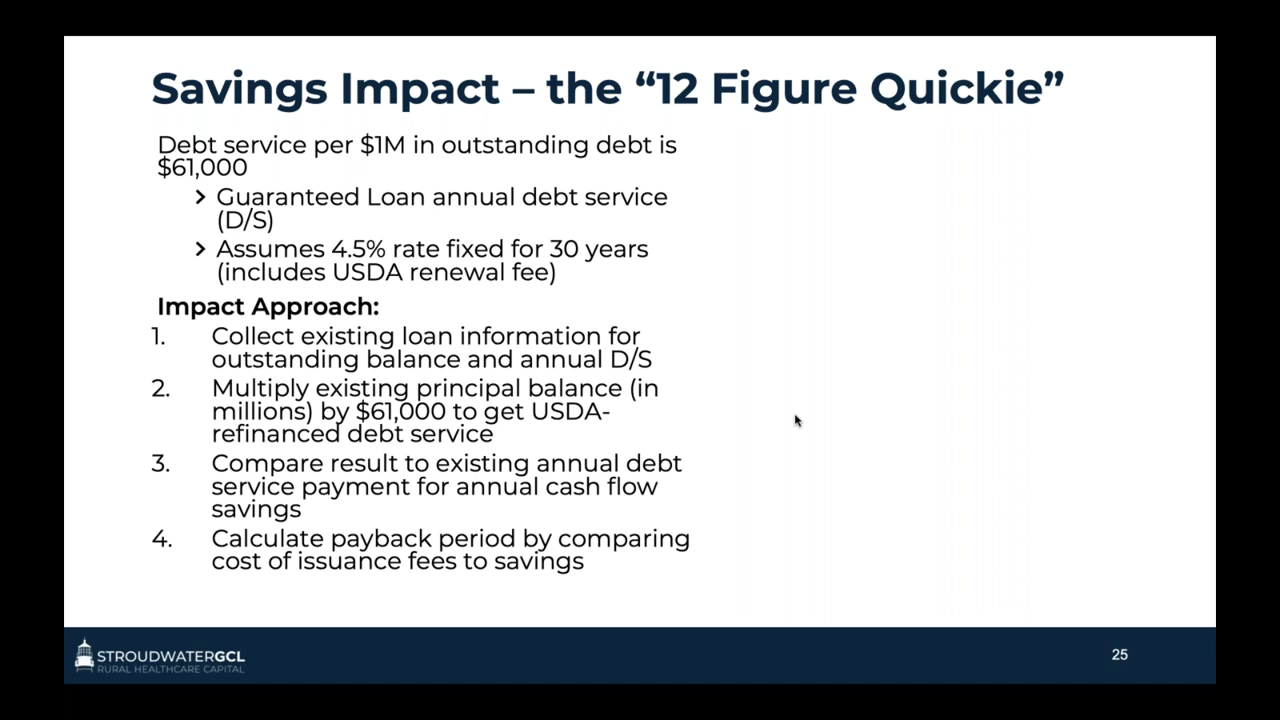 Savings Impact – the “12 Figure Quickie”
Debt service per $1M in outstanding debt is
$61,000
› Guaranteed Loan annual debt service
(D/S)
› Assumes 4.5% rate fixed for 30 years
(includes USDA renewal fee)
Impact Approach:
1. Collect existing loan information for
outstanding balance and annual D/S
2. Multiply existing principal balance (in
millions) by $61,000 to get USDA-
refinanced debt service
3. Compare result to existing annual debt
service payment for annual cash flow
savings
4. Calculate payback period by comparing
cost of issuance fees to savings
STROUDWATERGCL
RURAL HEALTHCARE CAPITAL
25